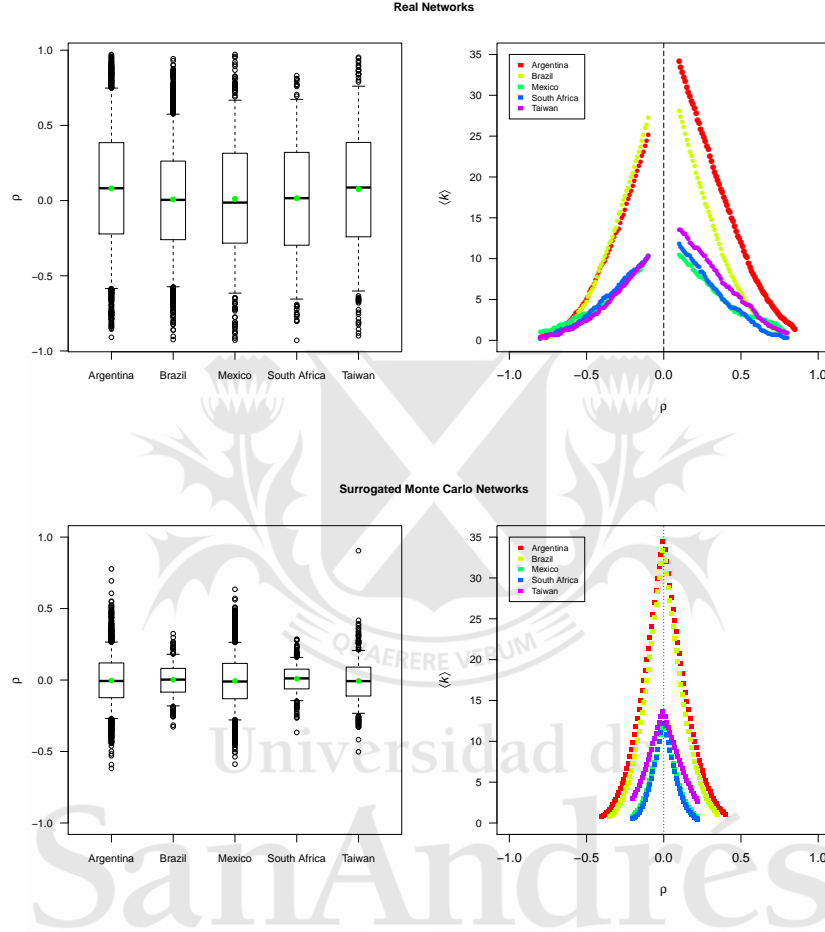 Real Networks
1.0
0.5
0.0
−0.5
−1.0
ρ
Argentina
Brazil
Mexico
South Africa
Taiwan
35
30
25
20
15
10
5
0
⟨k⟩
Argentina
Brazil
Mexico
South Africa
Taiwan
−1.0
−0.5
0.0
0.5
1.0
ρ
Surrogated Monte Carlo Networks
1.0
0.5
0.0
−0.5
−1.0
ρ
Argentina
Brazil
Mexico
South Africa
Taiwan
35
30
25
20
15
10
5
0
⟨k⟩
Argentina
Brazil
Mexico
South Africa
Taiwan
−1.0
−0.5
0.0
0.5
1.0
ρ
QUAERERE VERUM
Universidad de
SanAndrés